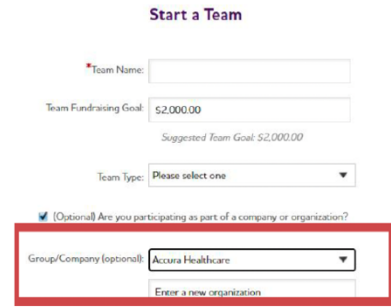 Start a Team
*Team Name:
Team Fundraising Goal: $2,000.00
Suggested Team Goal: $2,000.00
Team Type: Please select one
(Optional) Are you participating as part of a company or organization?
Group/Company (optional): Accura Healthcare
Enter a new organization